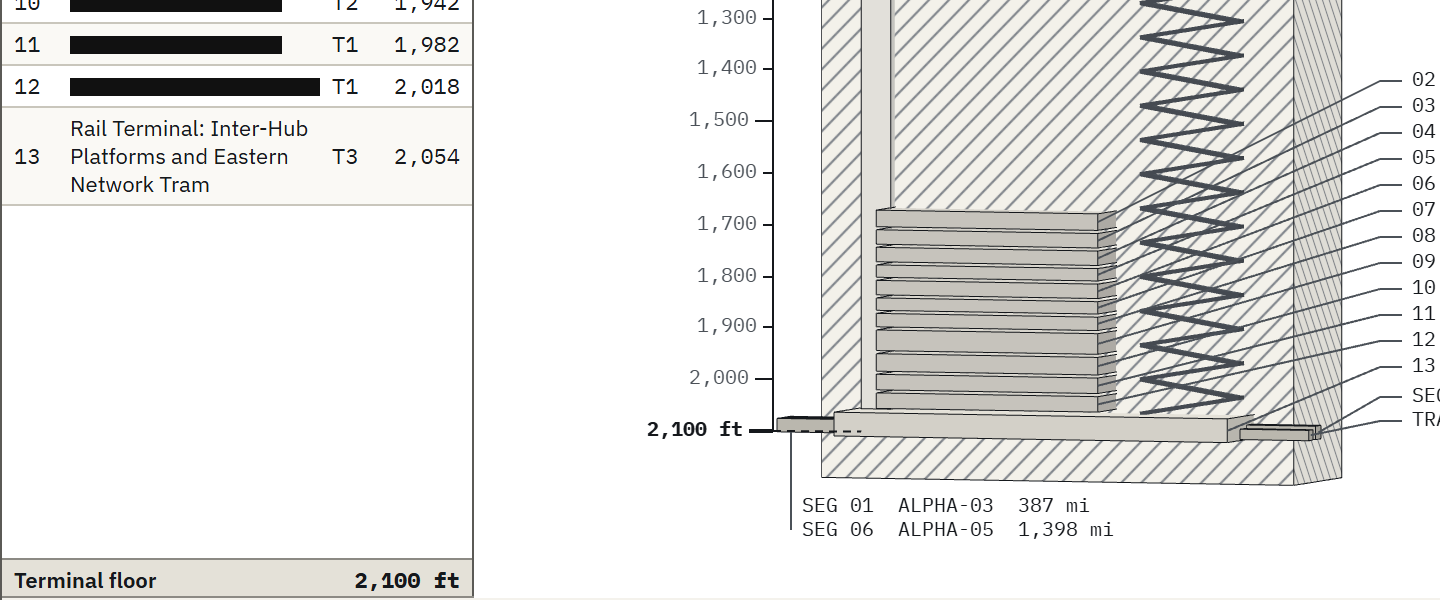 10 T2 1,942
11 T1 1,982
12 T1 2,018
Rail Terminal: Inter-Hub
13 Platforms and Eastern T3 2,054
Network Tram
Terminal floor 2,100 ft
1,300
1,400
1,500
1,600
1,700
1,800
1,900
2,000
2,100 ft
SEG 01 ALPHA-03 387 mi
SEG 06 ALPHA-05 1,398 mi
02
03
04
05
06
07
08
09
10
11
12
13